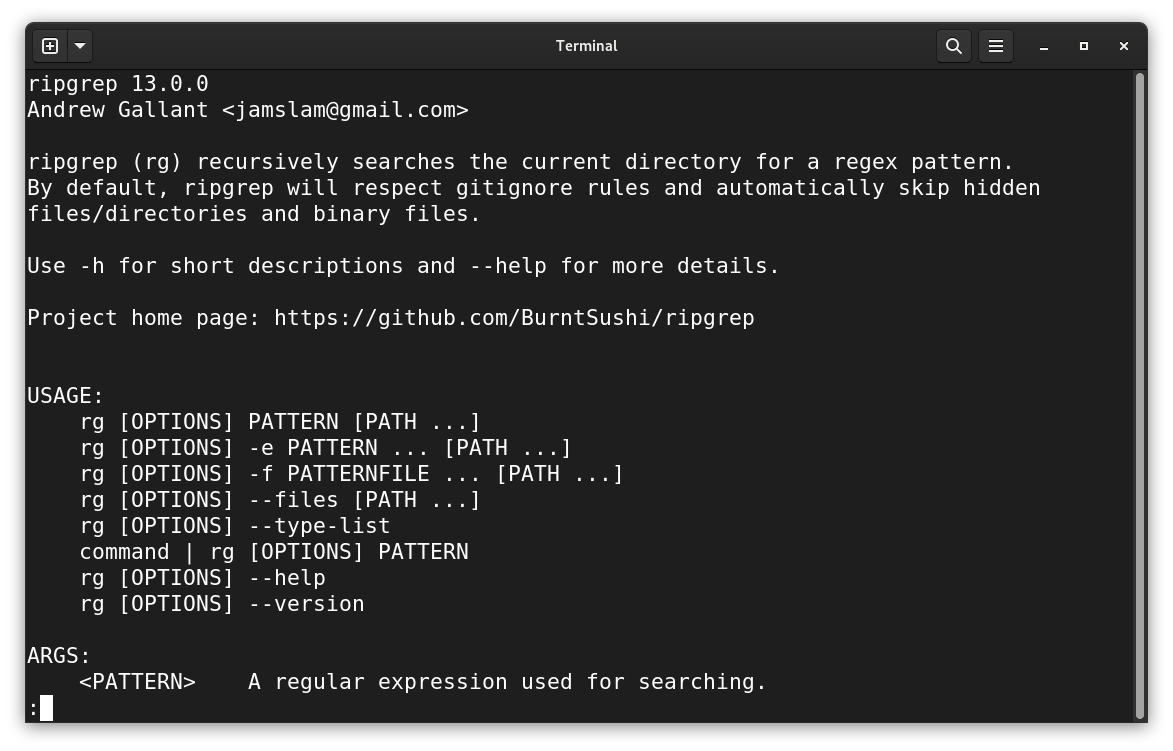 Terminal
ripgrep 13.0.0
Andrew Gallant <jamslam@gmail.com>

ripgrep (rg) recursively searches the current directory for a regex pattern.
By default, ripgrep will respect gitignore rules and automatically skip hidden
files/directories and binary files.

Use -h for short descriptions and --help for more details.

Project home page: https://github.com/BurntSushi/ripgrep


USAGE:
    rg [OPTIONS] PATTERN [PATH ...]
    rg [OPTIONS] -e PATTERN ... [PATH ...]
    rg [OPTIONS] -f PATTERNFILE ... [PATH ...]
    rg [OPTIONS] --files [PATH ...]
    rg [OPTIONS] --type-list
    command | rg [OPTIONS] PATTERN
    rg [OPTIONS] --help
    rg [OPTIONS] --version

ARGS:
    <PATTERN>    A regular expression used for searching.
: